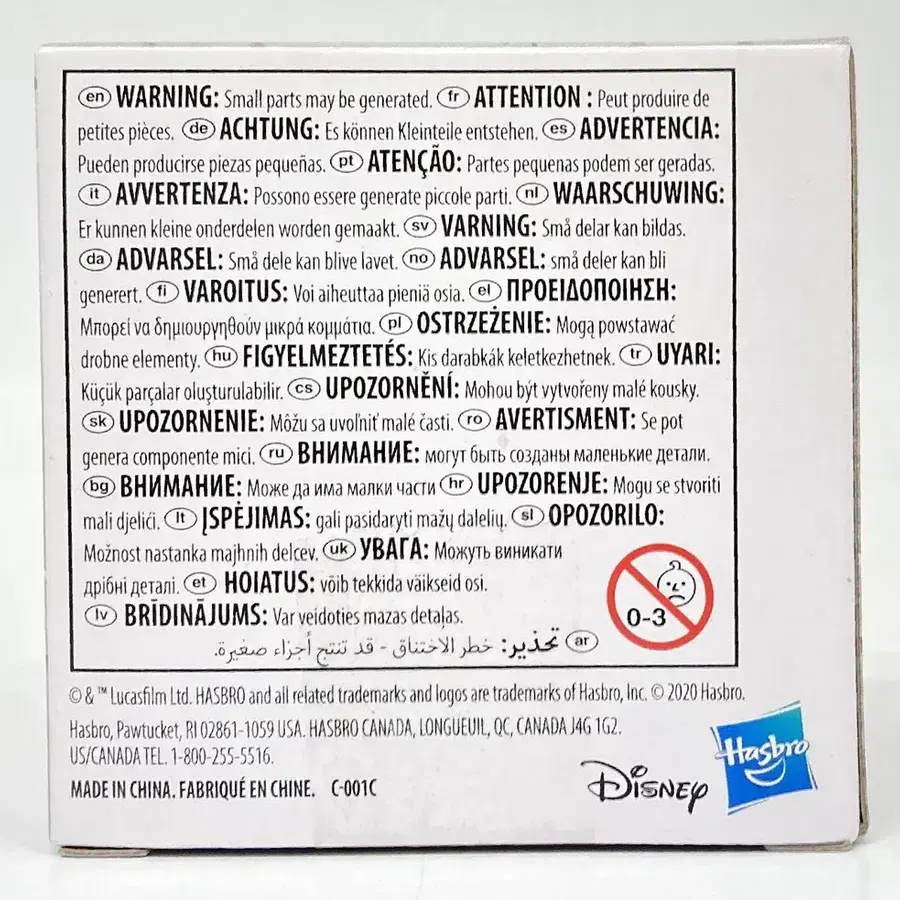 en WARNING: Small parts may be generated. fr ATTENTION : Peut produire de
petites pièces. de ACHTUNG: Es können Kleinteile entstehen. es ADVERTENCIA:
Pueden producirse piezas pequeñas. pt ATENÇÃO: Partes pequenas podem ser geradas.
it AVVERTENZA: Possono essere generate piccole parti. nl WAARSCHUWING:
Er kunnen kleine onderdelen worden gemaakt. sv VARNING: Små delar kan bildas.
da ADVARSEL: Små dele kan blive lavet. no ADVARSEL: små deler kan bli
generert. fi VAROITUS: Voi aiheuttaa pieniä osia. el ΠΡΟΕΙΔΟΠΟΙΗΣΗ:
Μπορεί να δημιουργηθούν μικρά κομμάτια. pl OSTRZEŻENIE: Mogą powstawać
drobne elementy. hu FIGYELMEZTETÉS: Kis darabkák keletkezhetnek. tr UYARI:
Küçük parçalar oluşturulabilir. cs UPOZORNĚNÍ: Mohou být vytvořeny malé kousky.
sk UPOZORNENIE: Môžu sa uvoľniť malé časti. ro AVERTISMENT: Se pot
genera componente mici. ru ВНИМАНИЕ: могут быть созданы маленькие детали.
bg ВНИМАНИЕ: Може да има малки части hr UPOZORENJE: Mogu se stvoriti
mali djelići. lt ĮSPĖJIMAS: gali pasidaryti mažų dalelių. sl OPOZORILO:
Možnost nastanka majhnih delcev. uk УВАГА: Можуть виникати
дрібні деталі. et HOIATUS: võib tekkida väikseid osi.
lv BRĪDINĀJUMS: Var veidoties mazas detaļas.
ar تحذير: خطر الاختناق - قد تنتج أجزاء صغيرة.
0-3
© & ™ Lucasfilm Ltd. HASBRO and all related trademarks and logos are trademarks of Hasbro, Inc. © 2020 Hasbro.
Hasbro, Pawtucket, RI 02861-1059 USA. HASBRO CANADA, LONGUEUIL, QC, CANADA J4G 1G2.
US/CANADA TEL. 1-800-255-5516.
MADE IN CHINA. FABRIQUÉ EN CHINE. C-001C
Disney
Hasbro